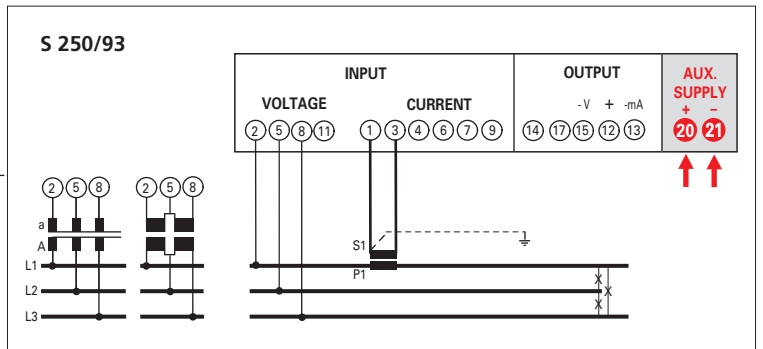 S 250/93
INPUT
OUTPUT
AUX.
SUPPLY
VOLTAGE
CURRENT
- V + -mA
+ –
2 5 8 11
1 3 4 6 7 9
14 17 15 12 13
20 21
2 5 8
2 5 8
a
A
S1
P1
L1
L2
L3
X
X
X